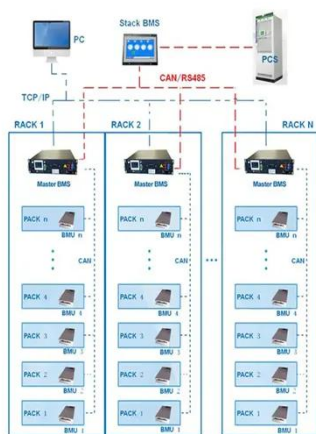 PC
Stack BMS
PCS
CAN/RS485
TCP/IP
RACK 1
RACK 2
RACK N
Master BMS
Master BMS
Master BMS
PACK n
BMU n
PACK n
BMU n
PACK n
BMU n
CAN
CAN
CAN
PACK 4
BMU 4
PACK 4
BMU 4
PACK 4
BMU 4
PACK 3
BMU 3
PACK 3
BMU 3
PACK 3
BMU 3
PACK 2
BMU 2
PACK 2
BMU 2
PACK 2
BMU 2
PACK 1
BMU 1
PACK 1
BMU 1
PACK 1
BMU 1